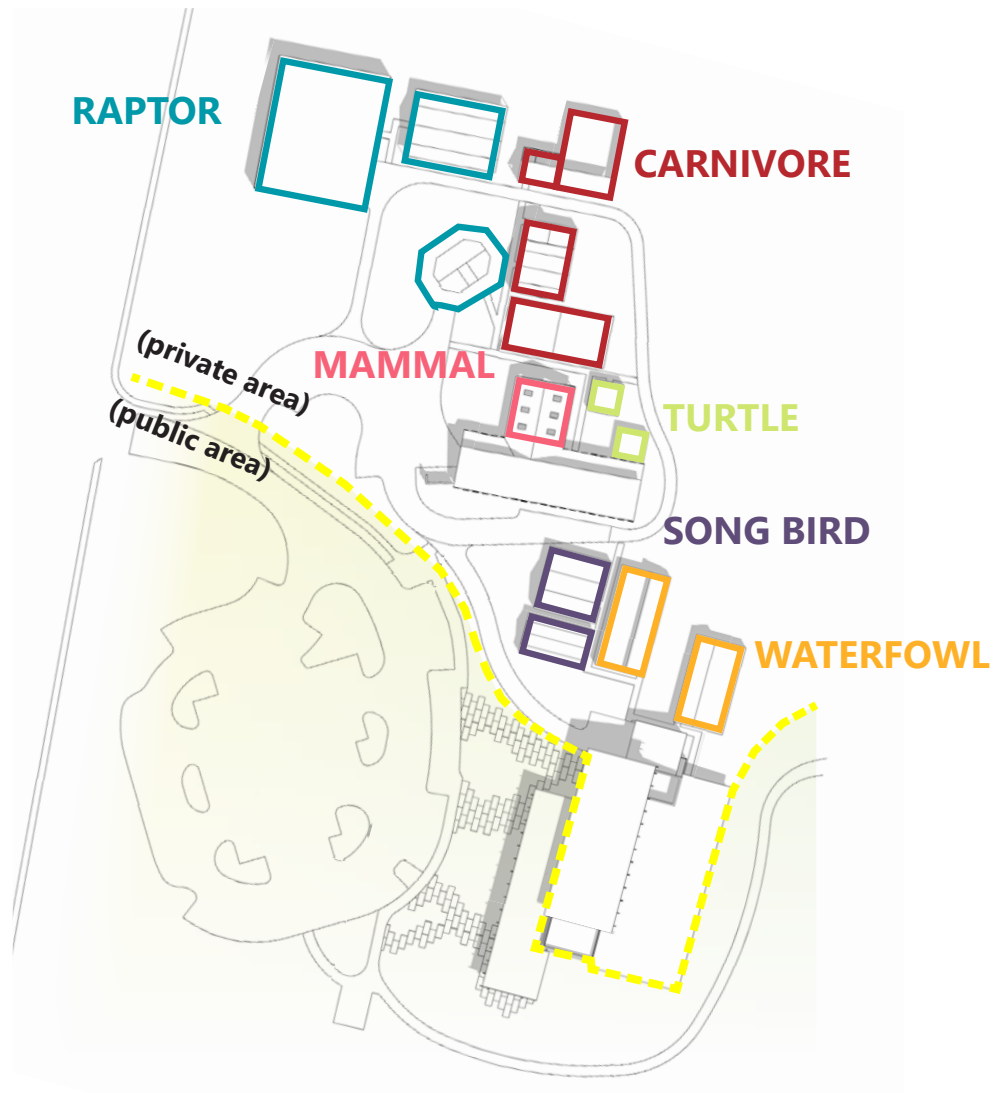 RAPTOR
CARNIVORE
(private area)
MAMMAL
(public area)
TURTLE
SONG BIRD
WATERFOWL